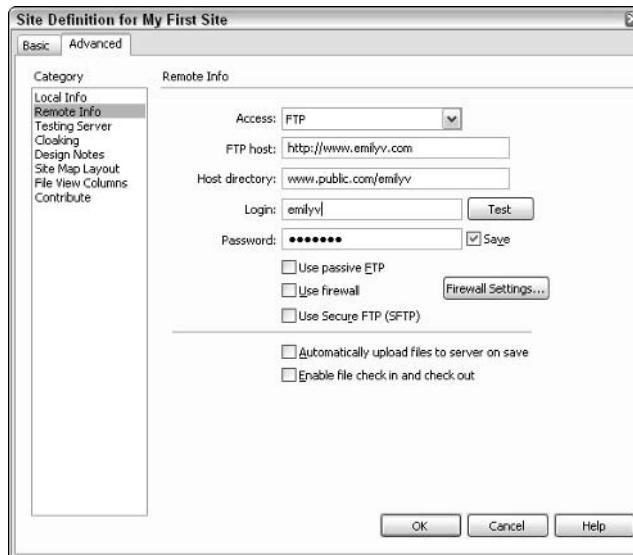 Site Definition for My First Site
Basic Advanced
Category
Local Info
Remote Info
Testing Server
Cloaking
Design Notes
Site Map Layout
File View Columns
Contribute
Remote Info
Access: FTP
FTP host: http://www.emilyv.com
Host directory: www.public.com/emilyv
Login: emilyv Test
Password: ●●●●●●● Save
Use passive FTP
Use firewall Firewall Settings...
Use Secure FTP (SFTP)
Automatically upload files to server on save
Enable file check in and check out
OK Cancel Help